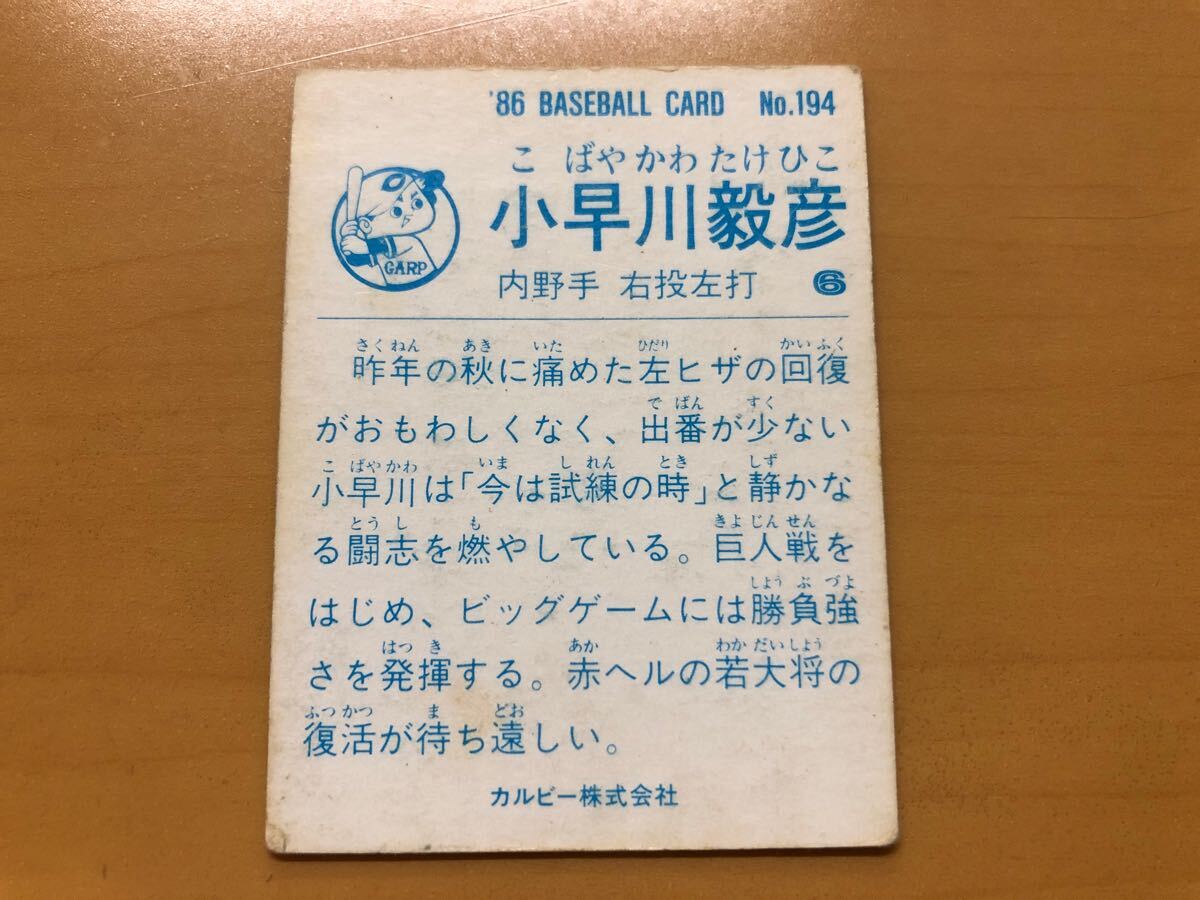 '86 BASEBALL CARD No.194
こ ばや かわ たけ ひこ
小早川毅彦
CARP
内野手 右投左打 6
さく ねん あき いた ひだり かい ふく
昨年の秋に痛めた左ヒザの回復
で ばん すく
がおもわしくなく、出番が少ない
こ ばや かわ いま し れん とき しず
小早川は「今は試練の時」と静かな
とう し も きよ じん せん
る闘志を燃やしている。巨人戦を
しよう ぶ づよ
はじめ、ビッグゲームには勝負強
はつ き あか わか だい しよう
さを発揮する。赤ヘルの若大将の
ふつ かつ ま どお
復活が待ち遠しい。
カルビー株式会社